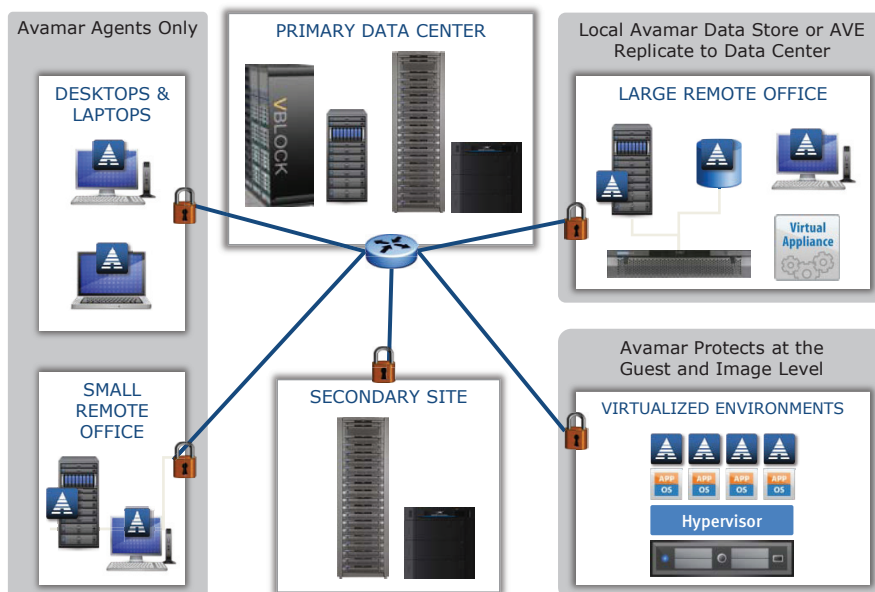 Avamar Agents Only
DESKTOPS &
LAPTOPS
SMALL
REMOTE
OFFICE
PRIMARY DATA CENTER
VBLOCK
SECONDARY SITE
Local Avamar Data Store or AVE
Replicate to Data Center
LARGE REMOTE OFFICE
Virtual
Appliance
Avamar Protects at the
Guest and Image Level
VIRTUALIZED ENVIRONMENTS
APP APP APP APP
OS OS OS OS
Hypervisor